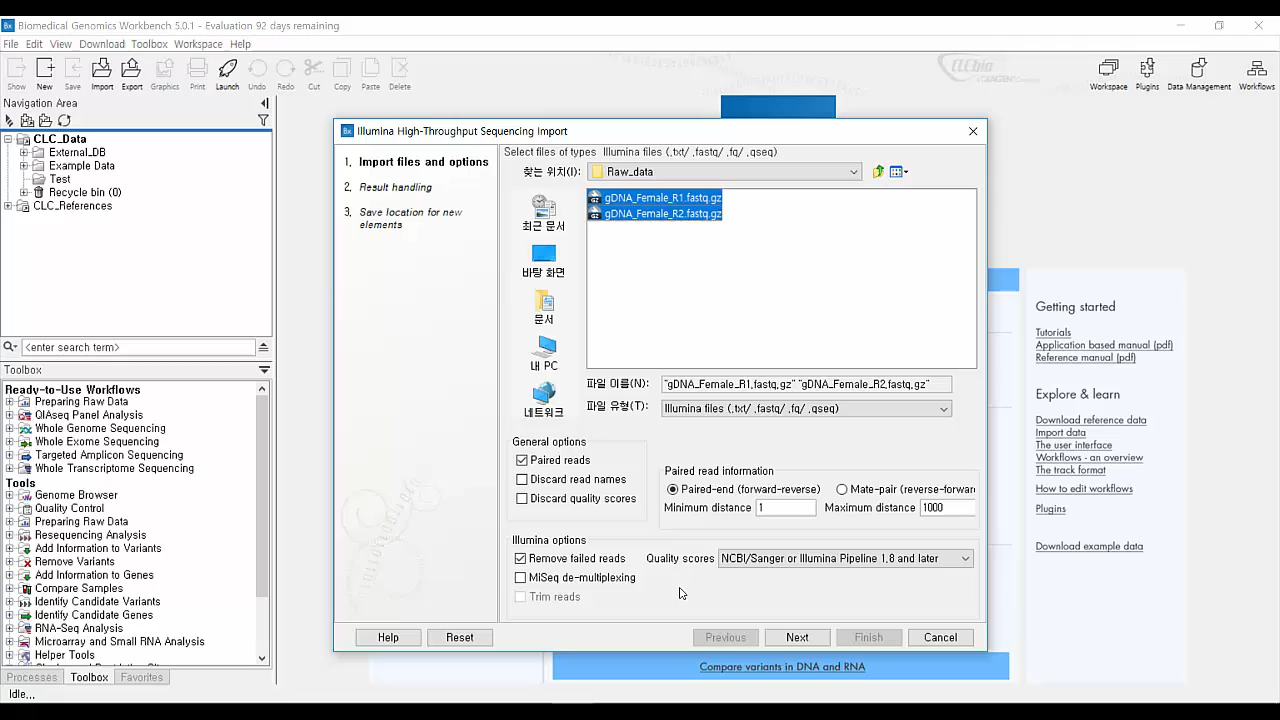 Biomedical Genomics Workbench 5.0.1 - Evaluation 92 days remaining
File Edit View Download Toolbox Workspace Help
Show New Save Import Export Graphics Print Launch Undo Redo Cut Copy Paste Delete
Workspace Plugins Data Management Workflows
Navigation Area
CLC_Data
External_DB
Example Data
Test
Recycle bin (0)
CLC_References
<enter search term>
Toolbox
Ready-to-Use Workflows
Preparing Raw Data
QIAseq Panel Analysis
Whole Genome Sequencing
Whole Exome Sequencing
Targeted Amplicon Sequencing
Whole Transcriptome Sequencing
Tools
Genome Browser
Quality Control
Preparing Raw Data
Resequencing Analysis
Add Information to Variants
Remove Variants
Add Information to Genes
Compare Samples
Identify Candidate Variants
Identify Candidate Genes
RNA-Seq Analysis
Microarray and Small RNA Analysis
Helper Tools
Processes Toolbox Favorites
Idle...
Illumina High-Throughput Sequencing Import
1. Import files and options
2. Result handling
3. Save location for new elements
Select files of types Illumina files (.txt/ .fastq/ .fq/ .qseq)
찾는 위치(I): Raw_data
최근 문서
바탕 화면
문서
내 PC
네트워크
gDNA_Female_R1.fastq.gz
gDNA_Female_R2.fastq.gz
파일 이름(N): "gDNA_Female_R1.fastq.gz" "gDNA_Female_R2.fastq.gz"
파일 유형(T): Illumina files (.txt/ .fastq/ .fq/ .qseq)
General options
Paired reads
Discard read names
Discard quality scores
Paired read information
Paired-end (forward-reverse) Mate-pair (reverse-forwar
Minimum distance 1 Maximum distance 1000
Illumina options
Remove failed reads Quality scores NCBI/Sanger or Illumina Pipeline 1.8 and later
MiSeq de-multiplexing
Trim reads
Help Reset Previous Next Finish Cancel
Getting started
Tutorials
Application based manual (pdf)
Reference manual (pdf)
Explore & learn
Download reference data
Import data
The user interface
Workflows - an overview
The track format
How to edit workflows
Plugins
Download example data
Compare variants in DNA and RNA